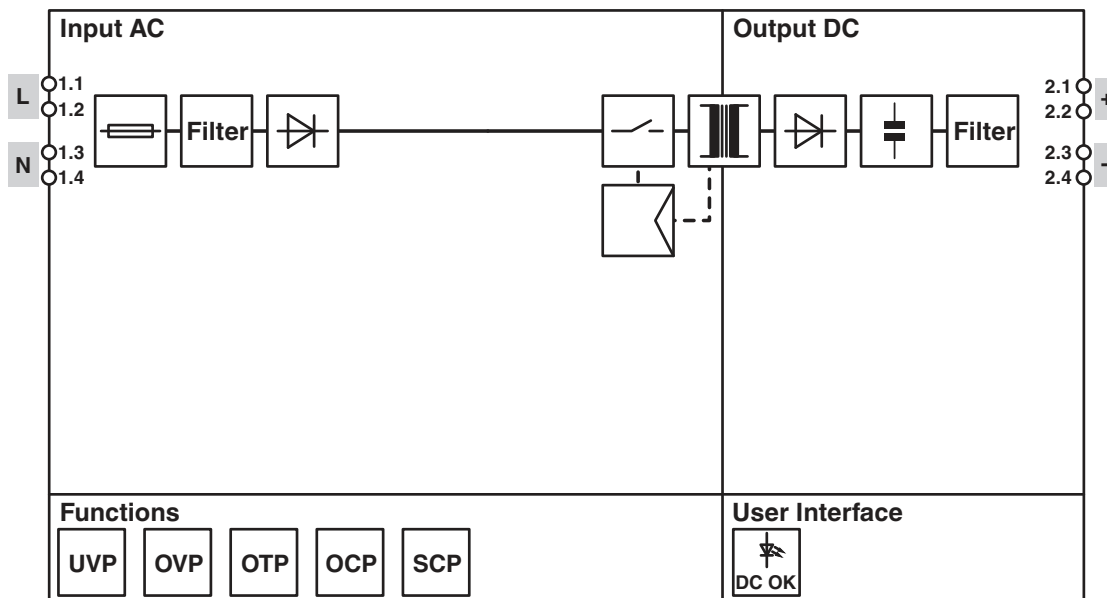 Input AC
Output DC
L
1.1
1.2
N
1.3
1.4
Filter
Filter
2.1
2.2
+
2.3
2.4
-
Functions
UVP
OVP
OTP
OCP
SCP
User Interface
DC OK